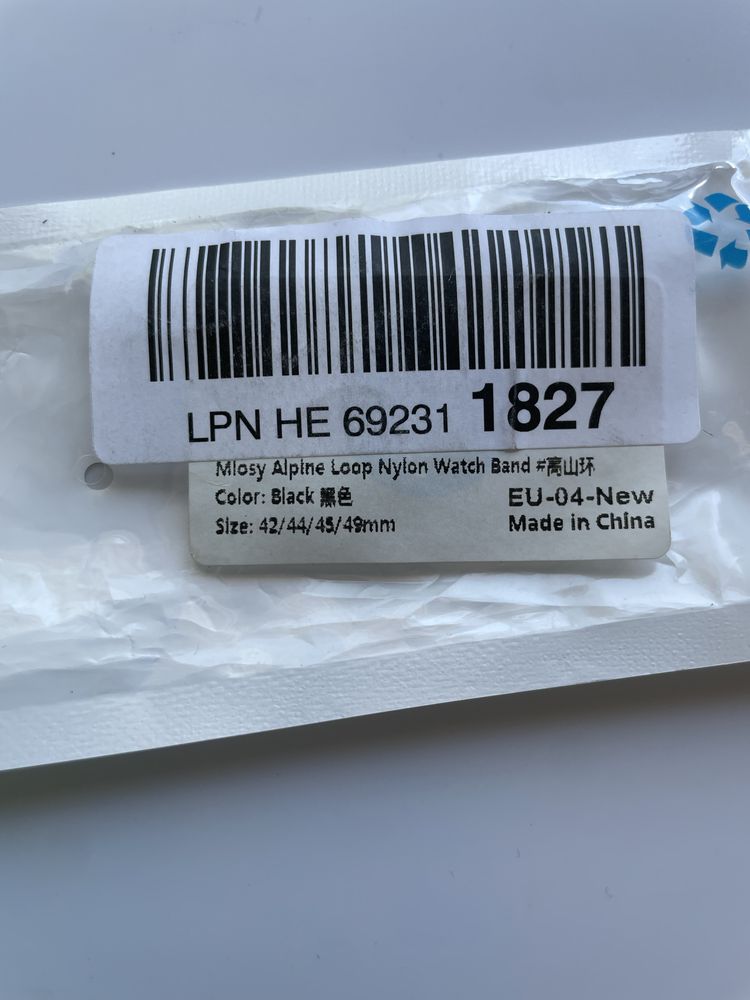 LPN HE 69231 1827
Mlosy Alpine Loop Nylon Watch Band #高山环
Color: Black 黑色
EU-04-New
Size: 42/44/45/49mm
Made in China